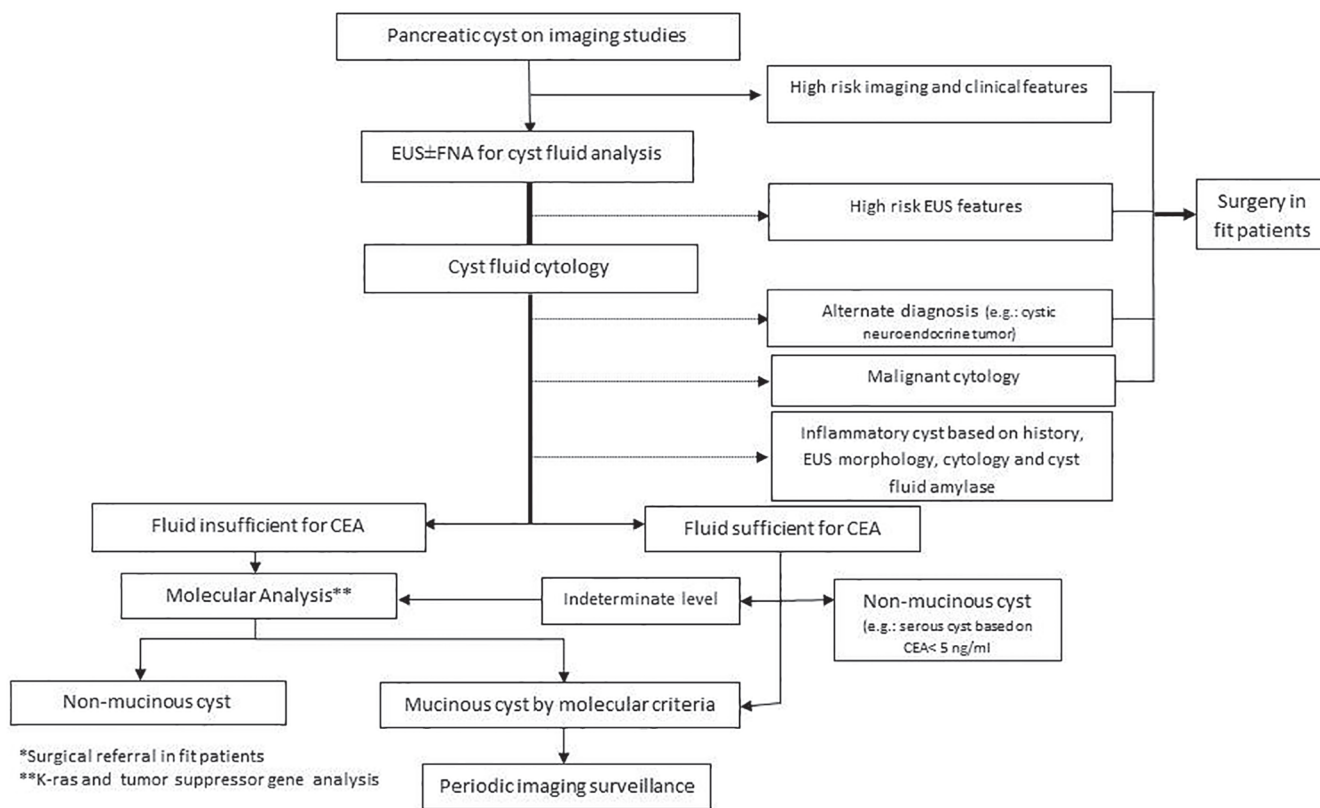 Pancreatic cyst on imaging studies
High risk imaging and clinical features
EUS±FNA for cyst fluid analysis
High risk EUS features
Surgery in
fit patients
Cyst fluid cytology
Alternate diagnosis (e.g.: cystic
neuroendocrine tumor)
Malignant cytology
Inflammatory cyst based on history,
EUS morphology, cytology and cyst
fluid amylase
Fluid insufficient for CEA
Fluid sufficient for CEA
Molecular Analysis**
Indeterminate level
Non-mucinous cyst
(e.g.: serous cyst based on
CEA< 5 ng/ml
Non-mucinous cyst
Mucinous cyst by molecular criteria
*Surgical referral in fit patients
**K-ras and tumor suppressor gene analysis
Periodic imaging surveillance